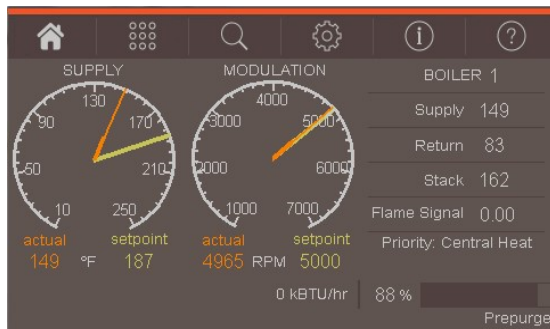 SUPPLY
130
90
170
50
210
10
250
actual
setpoint
149 °F 187
MODULATION
4000
3000
5000
2000
6000
1000
7000
actual
setpoint
4965 RPM 5000
BOILER 1
Supply 149
Return 83
Stack 162
Flame Signal 0.00
Priority: Central Heat
0 kBTU/hr
88 %
Prepurge